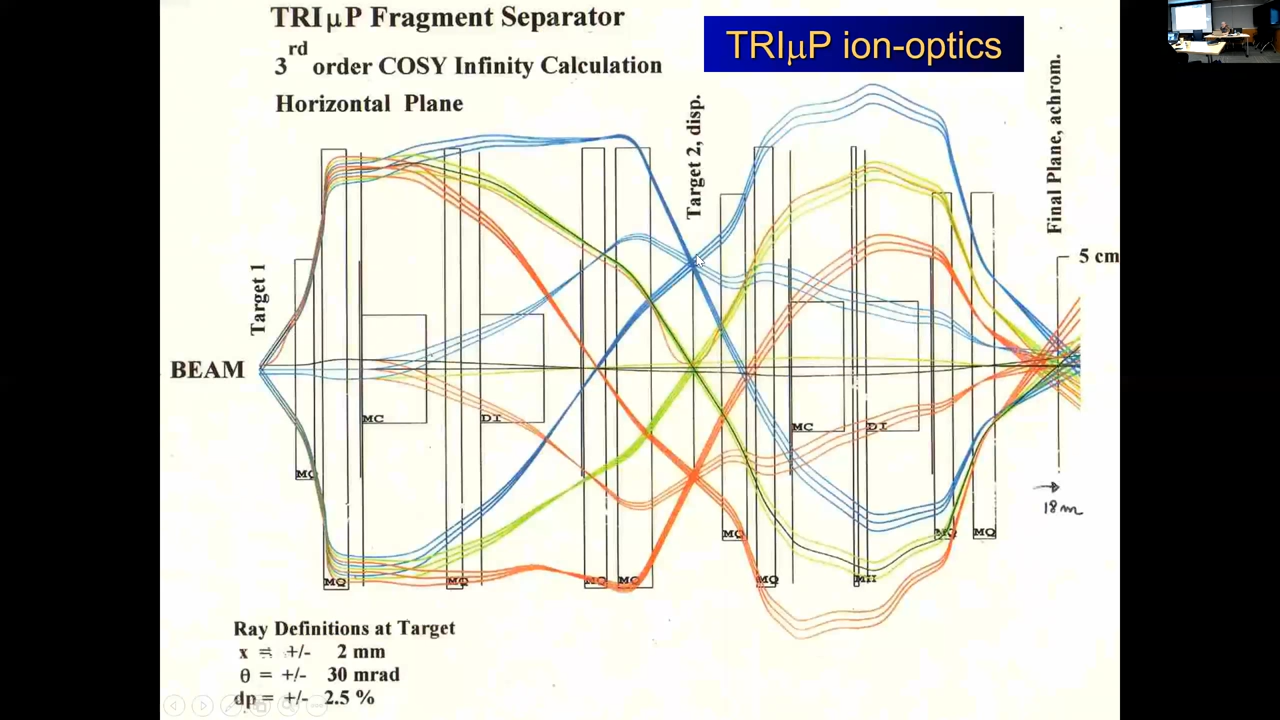 TRIµP Fragment Separator
3rd order COSY Infinity Calculation
Horizontal Plane
TRIµP ion-optics
Target 1
Target 2, disp.
Final Plane, achrom.
5 cm
BEAM
MC
DI
MC
DI
MQ
MQ
MQ
MQ
MQ
MQ
MQ
MH
MQ
MQ
18m
Ray Definitions at Target
x = +/- 2 mm
θ = +/- 30 mrad
dp = +/- 2.5 %